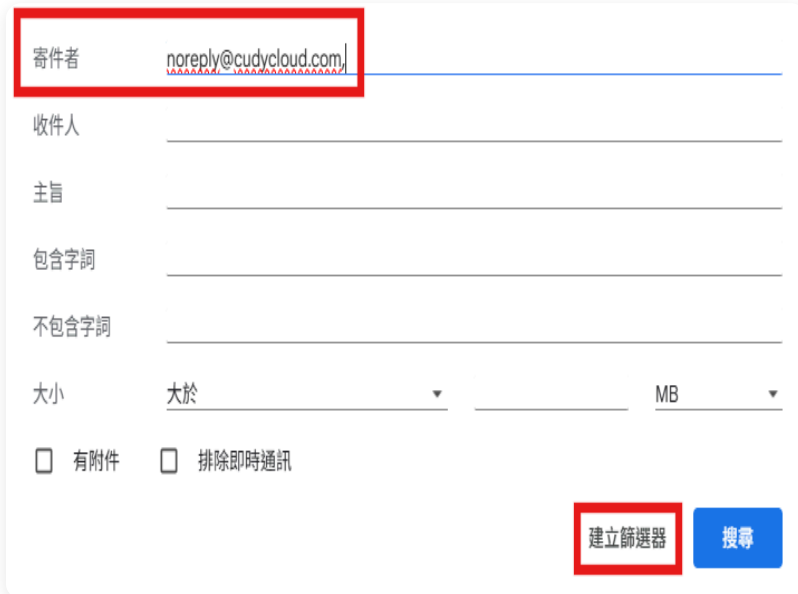 寄件者 noreply@cudycloud.com,
收件人
主旨
包含字詞
不包含字詞
大小 大於 MB
有附件 排除即時通訊
建立篩選器 搜尋